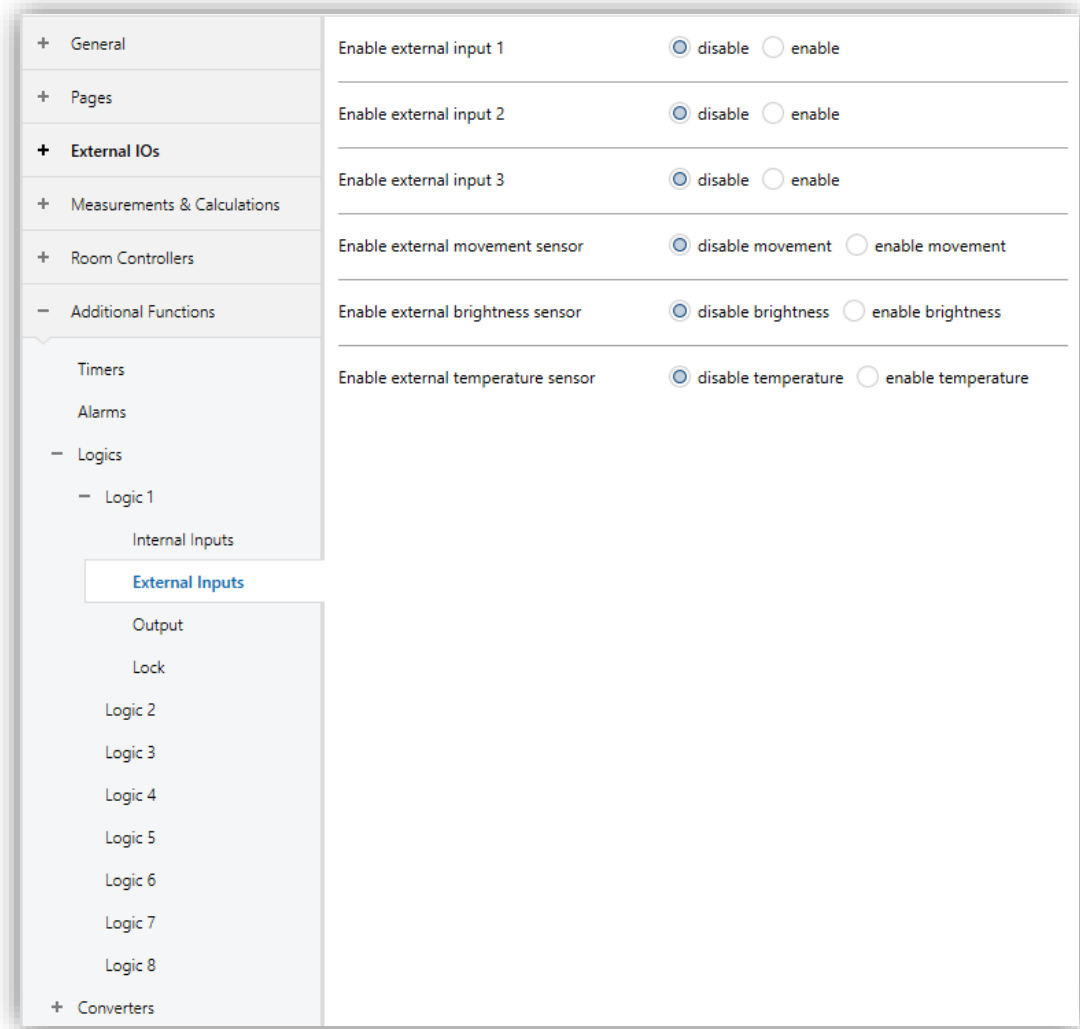 General
Pages
External IOs
Measurements & Calculations
Room Controllers
Additional Functions
Timers
Alarms
Logics
Logic 1
Internal Inputs
External Inputs
Output
Lock
Logic 2
Logic 3
Logic 4
Logic 5
Logic 6
Logic 7
Logic 8
Converters
Enable external input 1 disable enable
Enable external input 2 disable enable
Enable external input 3 disable enable
Enable external movement sensor disable movement enable movement
Enable external brightness sensor disable brightness enable brightness
Enable external temperature sensor disable temperature enable temperature